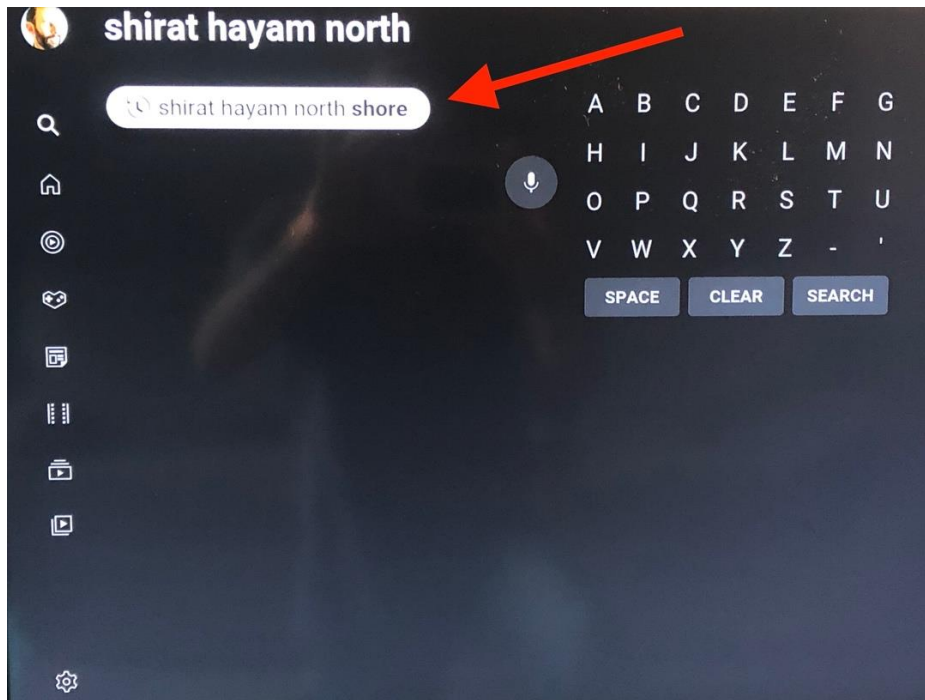 shirat hayam north
shirat hayam north shore
A B C D E F G
H I J K L M N
O P Q R S T U
V W X Y Z - '
SPACE CLEAR SEARCH